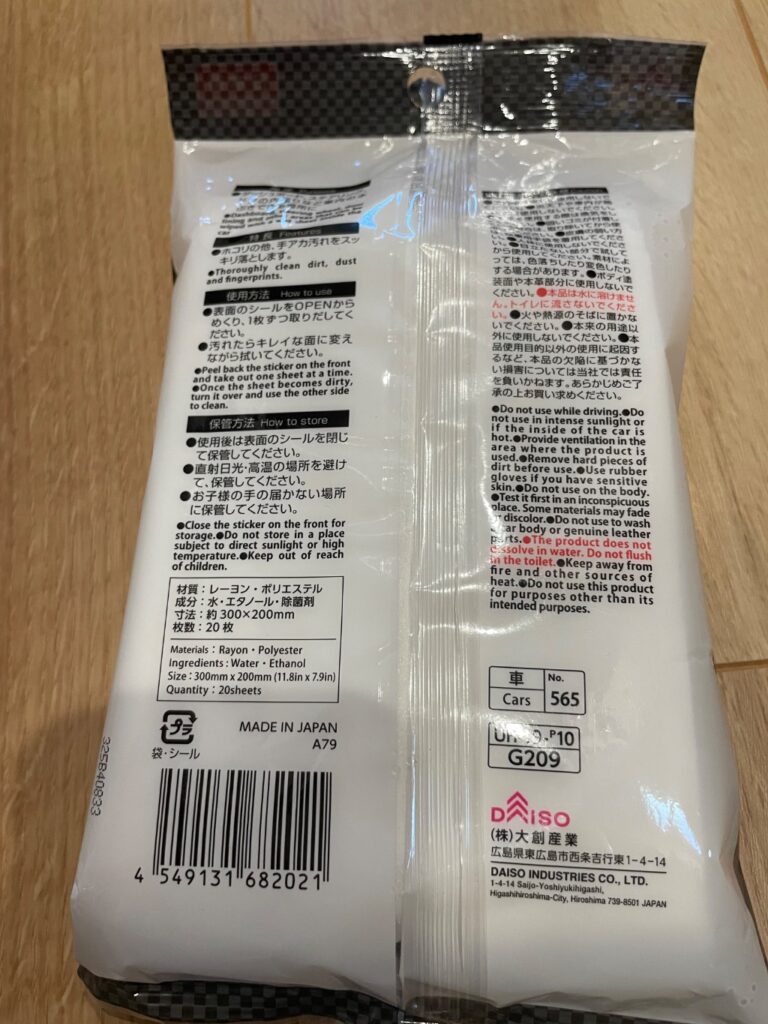 ●Dashboard
car
特長 Features
●ホコリの他、手アカ汚れをスッ
キリ落とします。
●Thoroughly clean dirt, dust
and fingerprints.
使用方法 How to use
●表面のシールをOPENから
めくり、1枚ずつ取りだしてく
ださい。
●汚れたらキレイな面に変え
ながら拭いてください。
●Peel back the sticker on the front
and take out one sheet at a time.
●Once the sheet becomes dirty,
turn it over and use the other side
to clean.
保管方法 How to store
●使用後は表面のシールを閉じ
て保管してください。
●直射日光・高温の場所を避け
て、保管してください。
●お子様の手の届かない場所
に保管してください。
●Close the sticker on the front for
storage.●Do not store in a place
subject to direct sunlight or high
temperature.●Keep out of reach
of children.
材質：レーヨン・ポリエステル
成分：水・エタノール・除菌剤
寸法：約300×200mm
枚数：20枚
Materials : Rayon・Polyester
Ingredients : Water・Ethanol
Size : 300mm x 200mm (11.8in x 7.9in)
Quantity : 20sheets
プラ
袋・シール
MADE IN JAPAN
A79
325B40833
4 549131 682021
から使用してください。素材によ
っては、色落ちしたり変色したり
する場合があります。●ボディ塗
装面や本革部分に使用しないで
ください。●本品は水に溶けませ
ん。トイレに流さないでくださ
い。●火や熱源のそばに置かな
いでください。●本来の用途以
外に使用しないでください。●本
品使用目的以外の使用に起因す
るなど、本品の欠陥に基づかな
い損害については当社では責任
を負いかねます。あらかじめご了
承の上お買い求めください。
●Do not use while driving.●Do
not use in intense sunlight or
if the inside of the car is
hot.●Provide ventilation in the
area where the product is
used.●Remove hard pieces of
dirt before use.●Use rubber
gloves if you have sensitive
skin.●Do not use on the body.
●Test it first in an inconspicuous
place. Some materials may fade
or discolor.●Do not use to wash
car body or genuine leather
parts.●The product does not
dissolve in water. Do not flush
in the toilet.●Keep away from
fire and other sources of
heat.●Do not use this product
for purposes other than its
intended purposes.
車 No.
Cars 565
P10
G209
DAISO
(株)大創産業
広島県東広島市西条吉行東1-4-14
DAISO INDUSTRIES CO., LTD.
1-4-14 Saijo-Yoshiyukihigashi,
Higashihiroshima-City, Hiroshima 739-8501 JAPAN